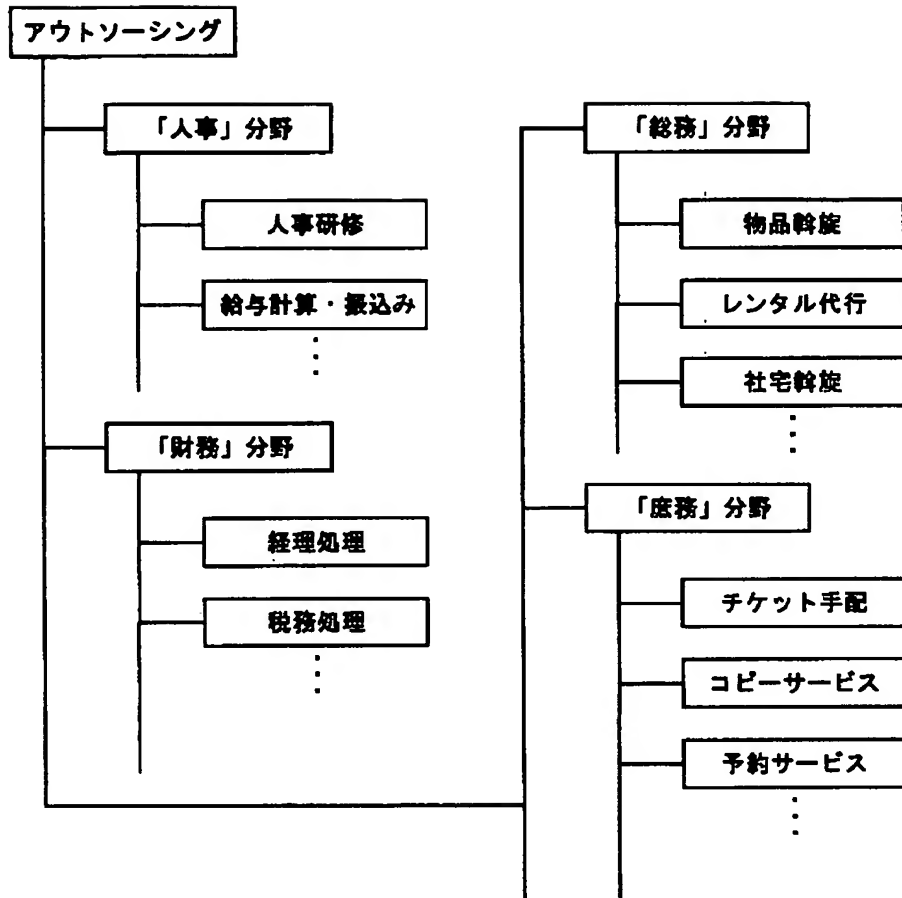 アウトソーシング
「人事」分野
人事研修
給与計算・振込み
「財務」分野
経理処理
税務処理
「総務」分野
物品斡旋
レンタル代行
社宅斡旋
「庶務」分野
チケット手配
コピーサービス
予約サービス